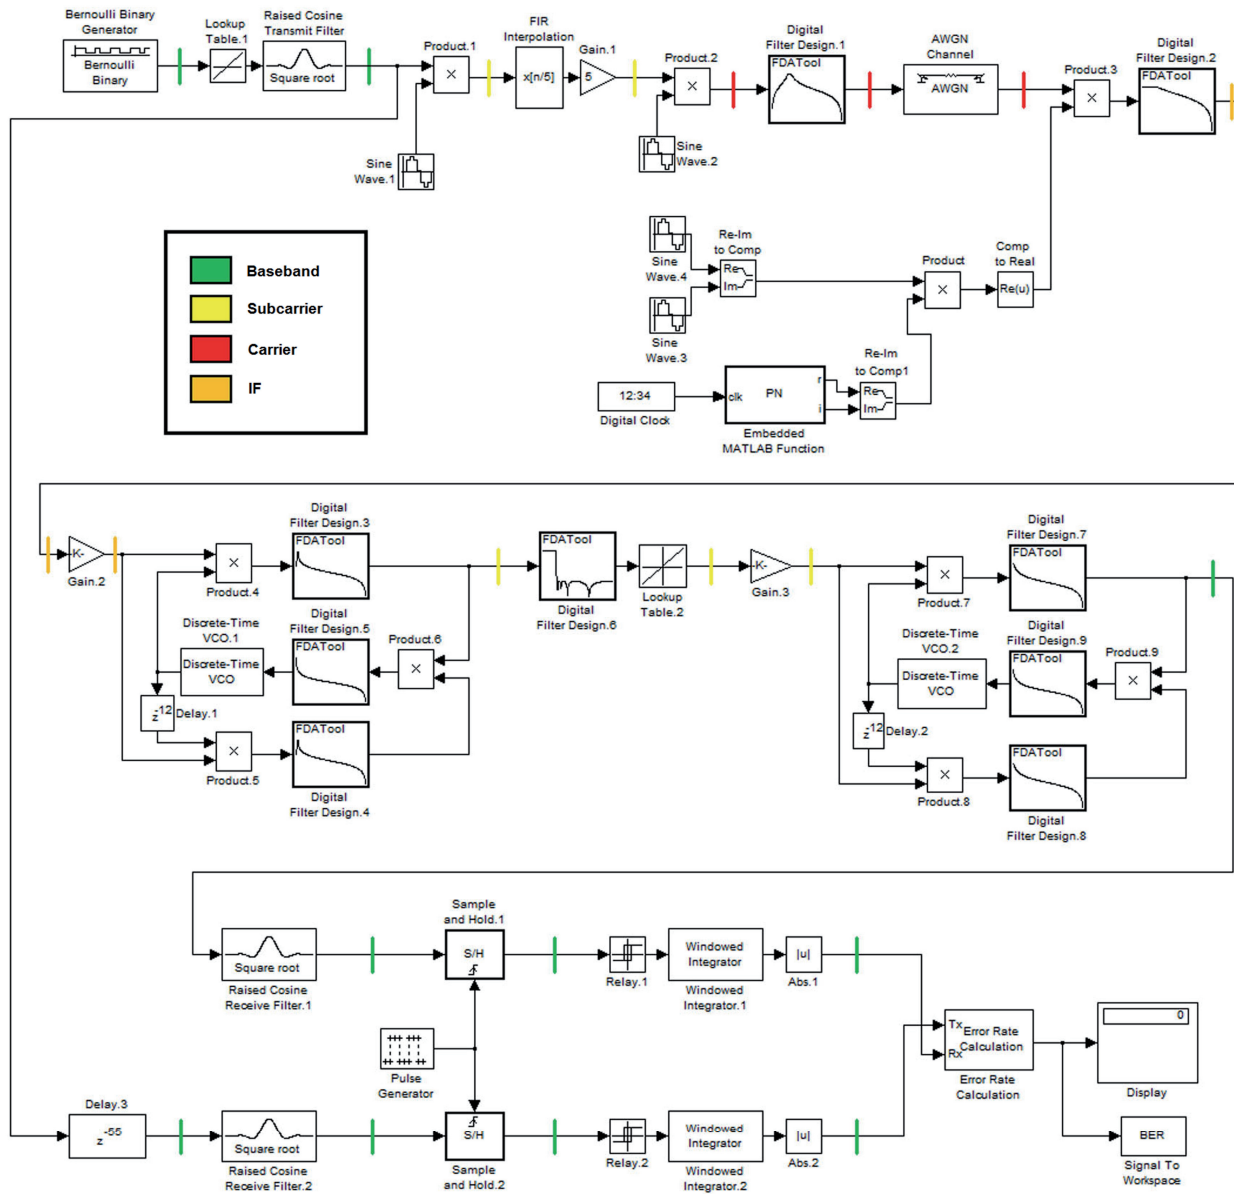 Bernoulli Binary
Generator
Bernoulli
Binary
Lookup
Table.1
Raised Cosine
Transmit Filter
Square root
Product.1
×
FIR
Interpolation
x[n/5]
Gain.1
5
Product.2
×
Digital
Filter Design.1
FDATool
AWGN
Channel
AWGN
Product.3
×
Digital
Filter Design.2
FDATool
Sine
Wave.1
Sine
Wave.2
Baseband
Subcarrier
Carrier
IF
Sine
Wave.4
Re-Im
to Comp
Re
Im
Product
×
Comp
to Real
Re(u)
Sine
Wave.3
12:34
Digital Clock
clk
PN
r
i
Embedded
MATLAB Function
Re-Im
to Comp1
Re
Im
-K-
Gain.2
×
Product.4
Digital
Filter Design.3
FDATool
Discrete-Time
VCO.1
Discrete-Time
VCO
Digital
Filter Design.5
FDATool
Product.6
×
z-12
Delay.1
×
Product.5
FDATool
Digital
Filter Design.4
FDATool
Digital
Filter Design.6
Lookup
Table.2
-K-
Gain.3
×
Product.7
Digital
Filter Design.7
FDATool
Discrete-Time
VCO.2
Discrete-Time
VCO
Digital
Filter Design.9
FDATool
Product.9
×
z-12
Delay.2
×
Product.8
FDATool
Digital
Filter Design.8
Square root
Raised Cosine
Receive Filter.1
Sample
and Hold.1
S/H
Relay.1
Windowed
Integrator
Windowed
Integrator.1
|u|
Abs.1
Pulse
Generator
Tx
Rx
Error Rate
Calculation
Error Rate
Calculation
0
Display
Delay.3
z-55
Square root
Raised Cosine
Receive Filter.2
S/H
Sample
and Hold.2
Relay.2
Windowed
Integrator
Windowed
Integrator.2
|u|
Abs.2
BER
Signal To
Workspace